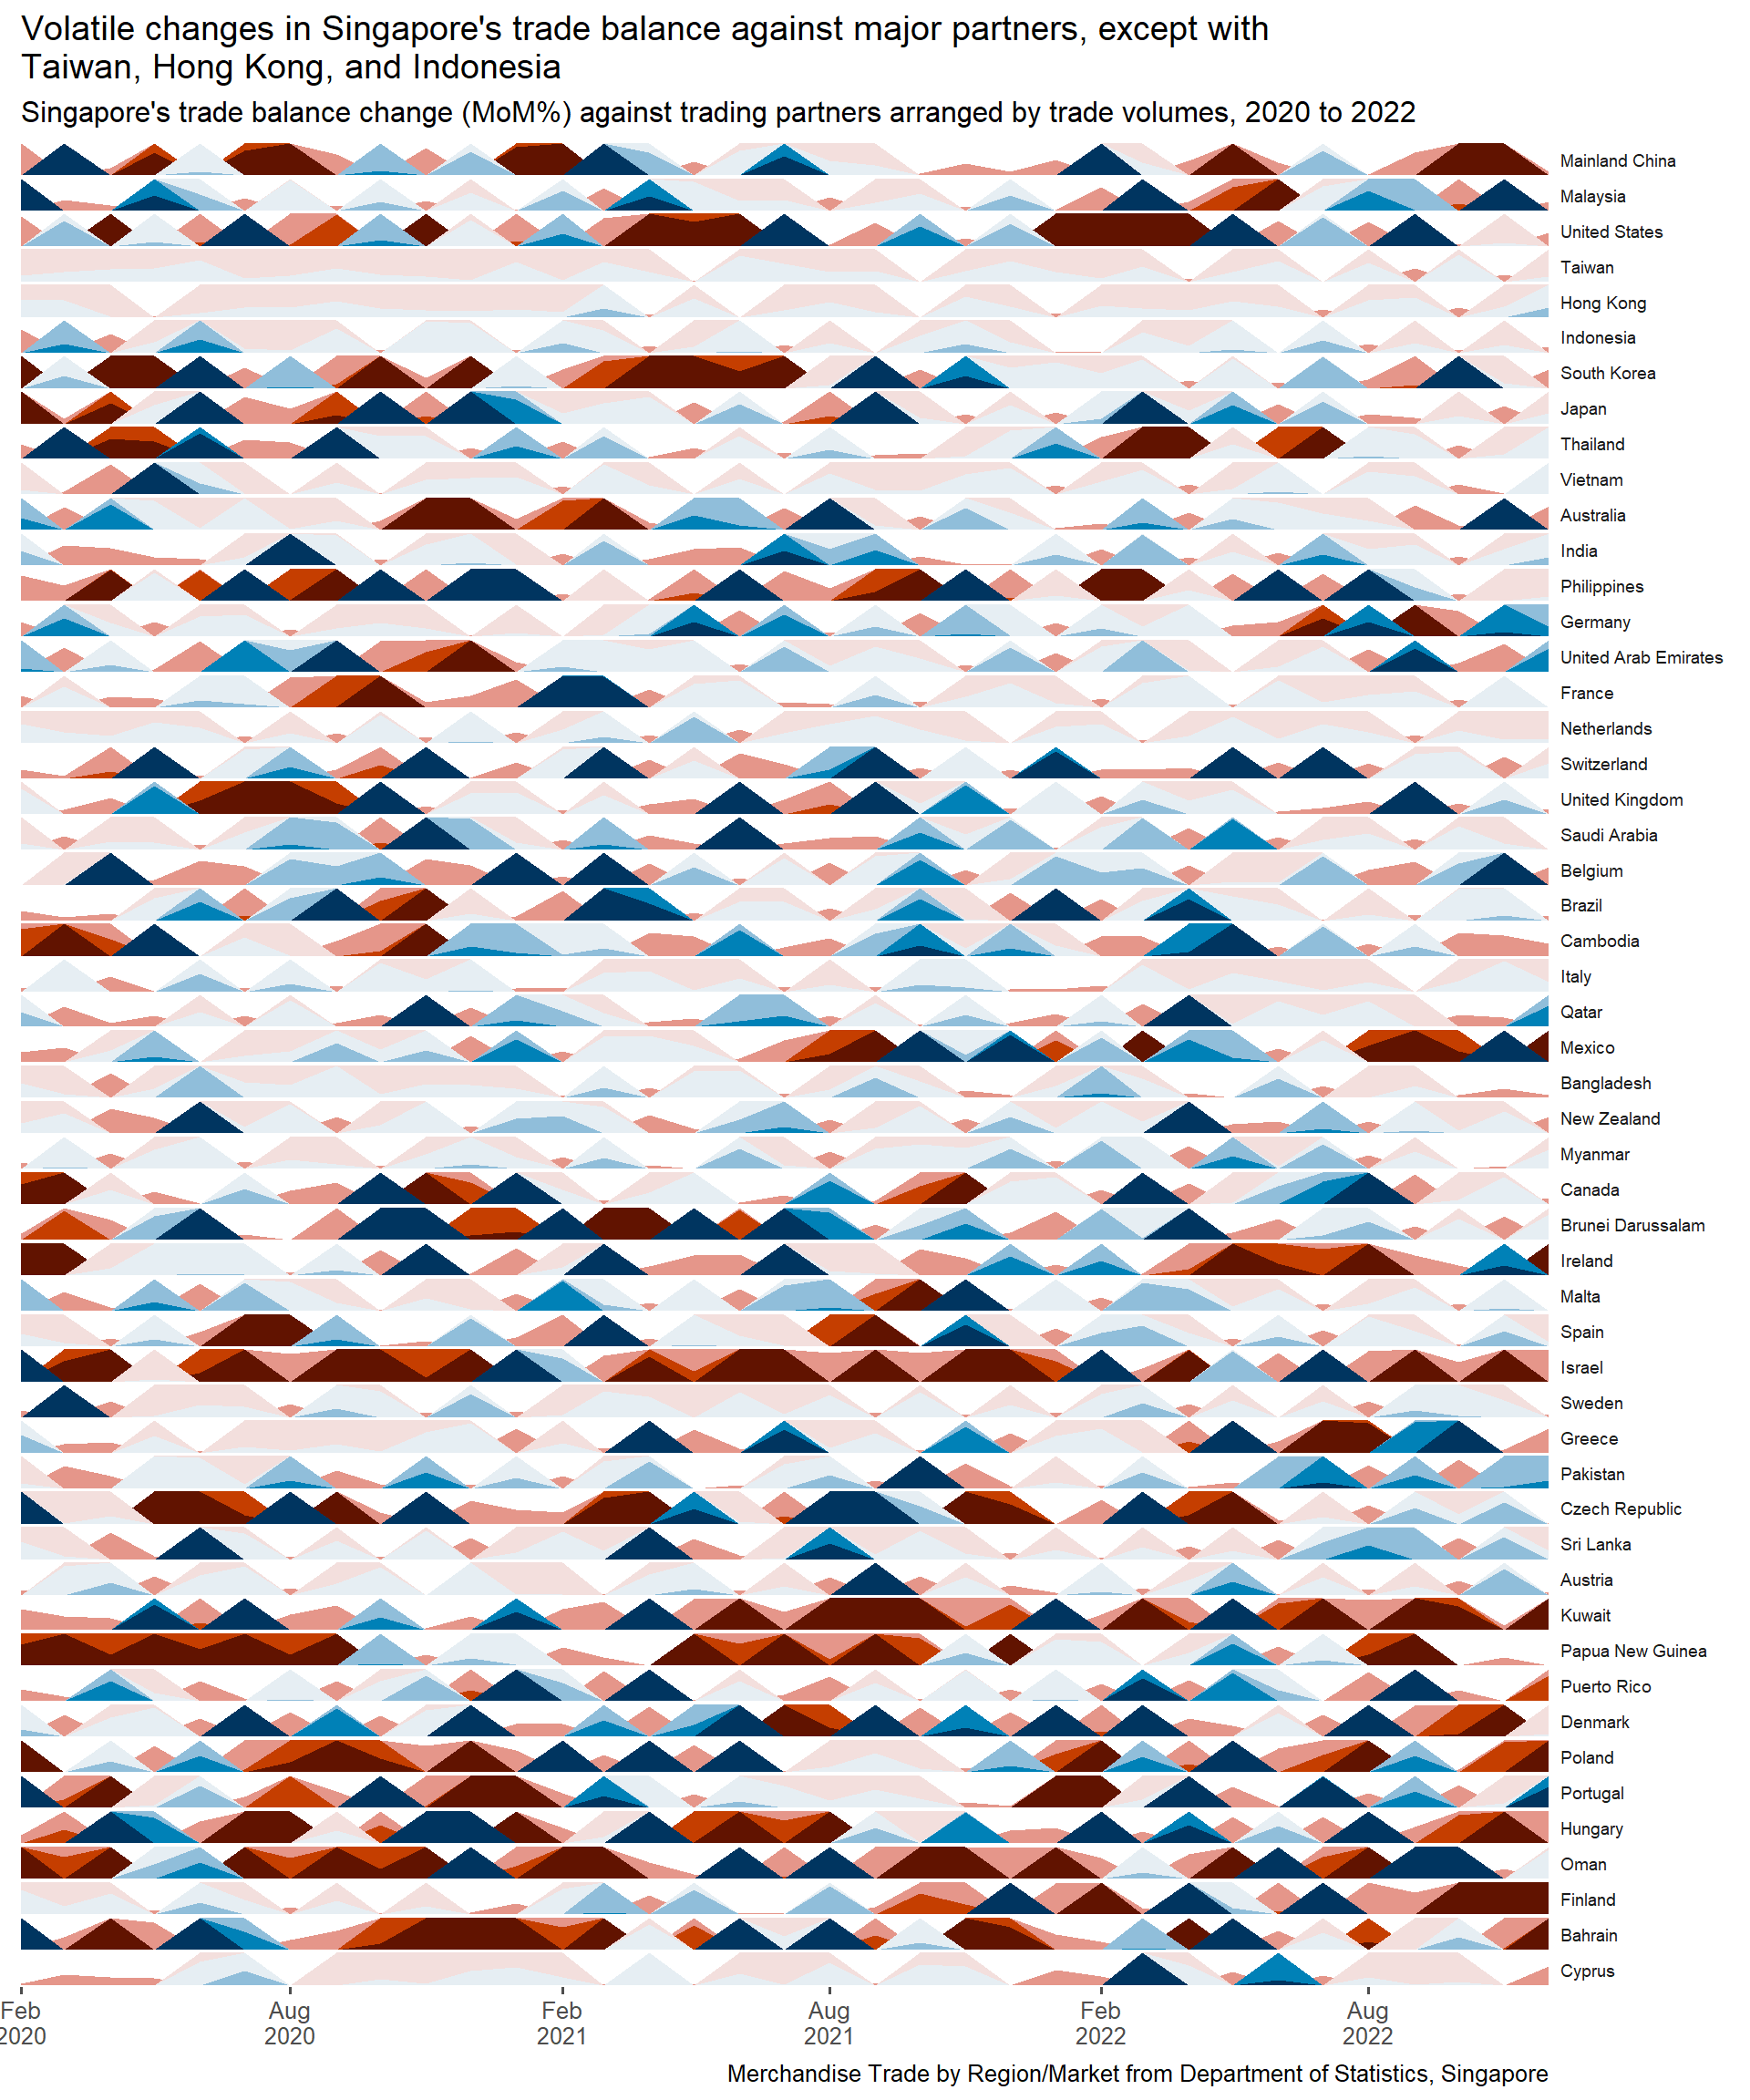 Volatile changes in Singapore's trade balance against major partners, except with
Taiwan, Hong Kong, and Indonesia
Singapore's trade balance change (MoM%) against trading partners arranged by trade volumes, 2020 to 2022
Mainland China
Malaysia
United States
Taiwan
Hong Kong
Indonesia
South Korea
Japan
Thailand
Vietnam
Australia
India
Philippines
Germany
United Arab Emirates
France
Netherlands
Switzerland
United Kingdom
Saudi Arabia
Belgium
Brazil
Cambodia
Italy
Qatar
Mexico
Bangladesh
New Zealand
Myanmar
Canada
Brunei Darussalam
Ireland
Malta
Spain
Israel
Sweden
Greece
Pakistan
Czech Republic
Sri Lanka
Austria
Kuwait
Papua New Guinea
Puerto Rico
Denmark
Poland
Portugal
Hungary
Oman
Finland
Bahrain
Cyprus
Feb Aug Feb Aug Feb Aug
2020 2020 2021 2021 2022 2022
Merchandise Trade by Region/Market from Department of Statistics, Singapore